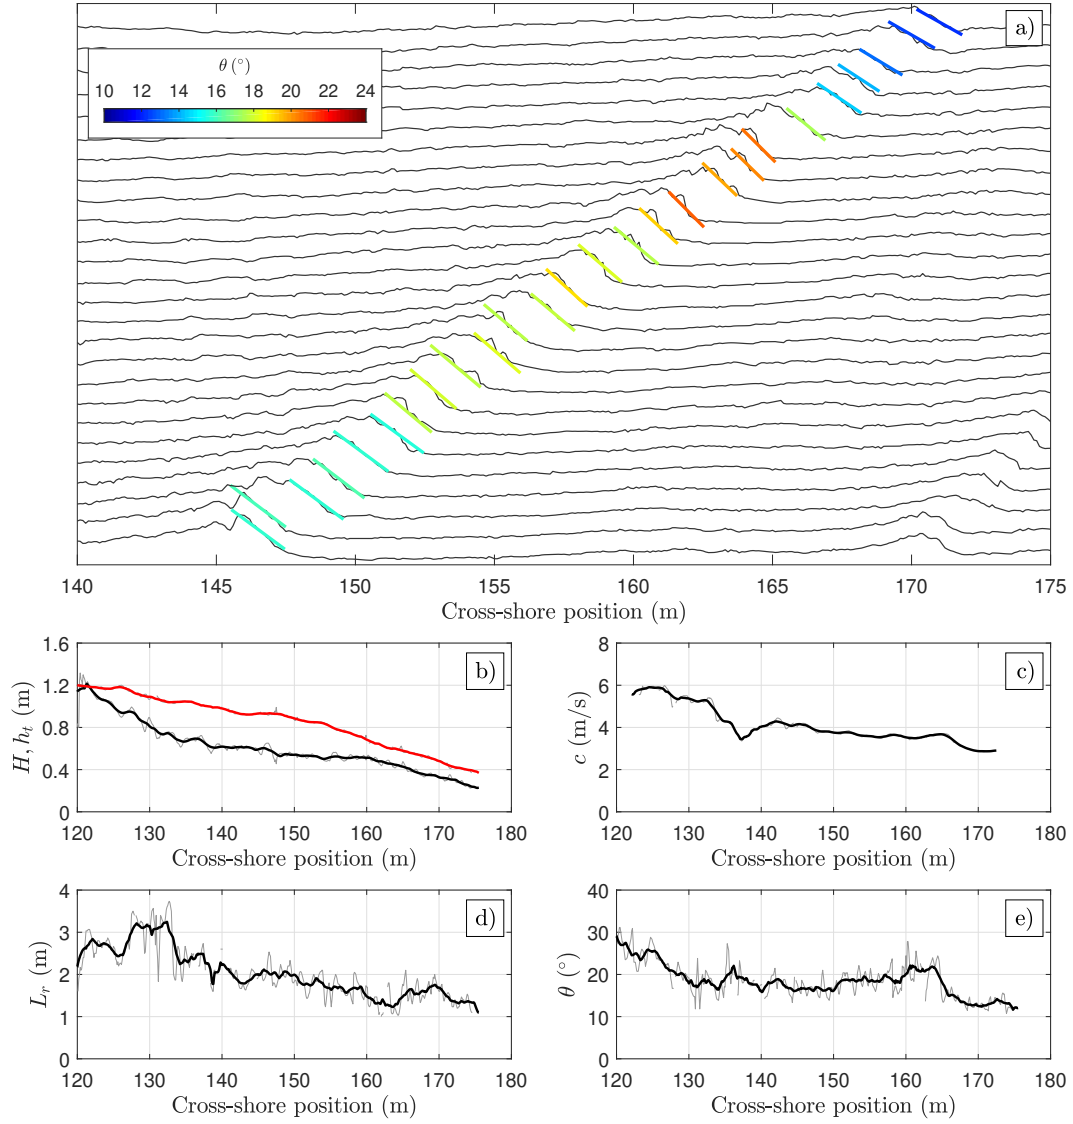 a)
θ (°)
10 12 14 16 18 20 22 24
140 145 150 155 160 165 170 175
Cross-shore position (m)
b)
H, h_t (m)
1.6
1.2
0.8
0.4
0
120 130 140 150 160 170 180
Cross-shore position (m)
c)
c (m/s)
8
6
4
2
0
120 130 140 150 160 170 180
Cross-shore position (m)
d)
L_r (m)
4
3
2
1
0
120 130 140 150 160 170 180
Cross-shore position (m)
e)
θ (°)
40
30
20
10
0
120 130 140 150 160 170 180
Cross-shore position (m)